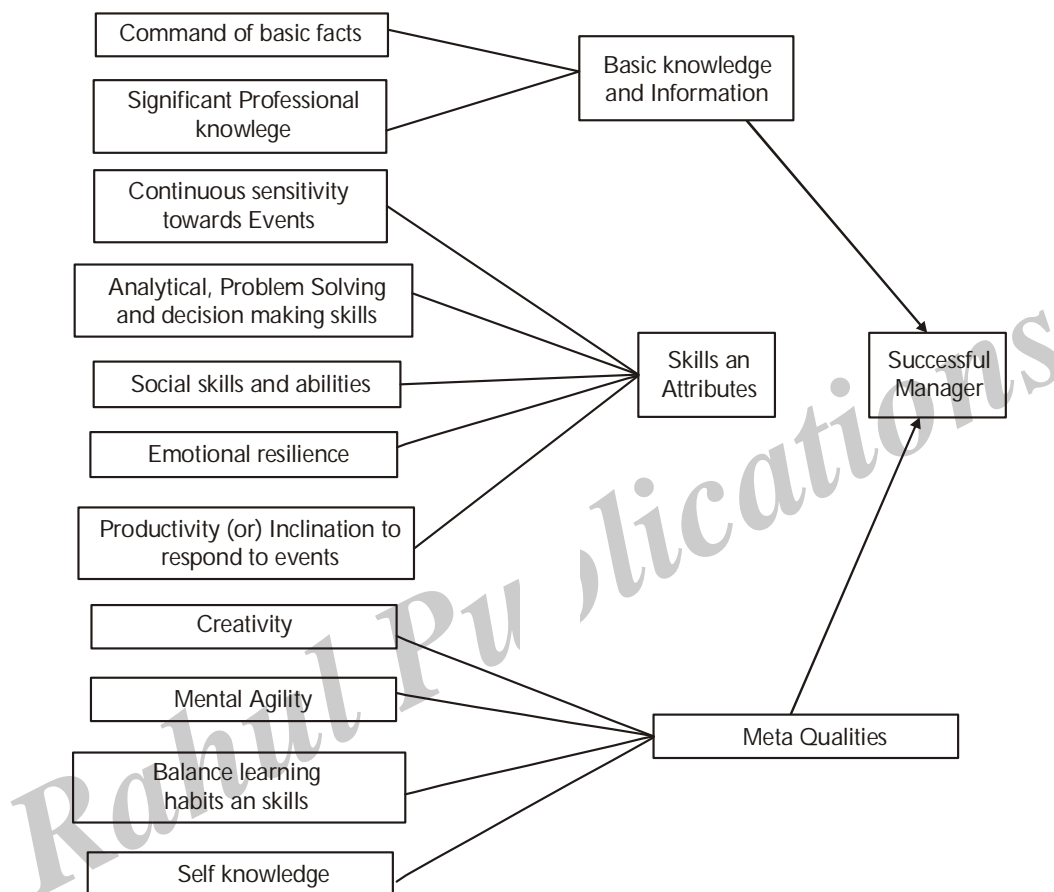 Command of basic facts
Significant Professional
knowlege
Continuous sensitivity
towards Events
Analytical, Problem Solving
and decision making skills
Social skills and abilities
Emotional resilience
Productivity (or) Inclination to
respond to events
Creativity
Mental Agility
Balance learning
habits an skills
Self knowledge
Basic knowledge
and Information
Skills an
Attributes
Meta Qualities
Successful
Manager
Rahul Publications